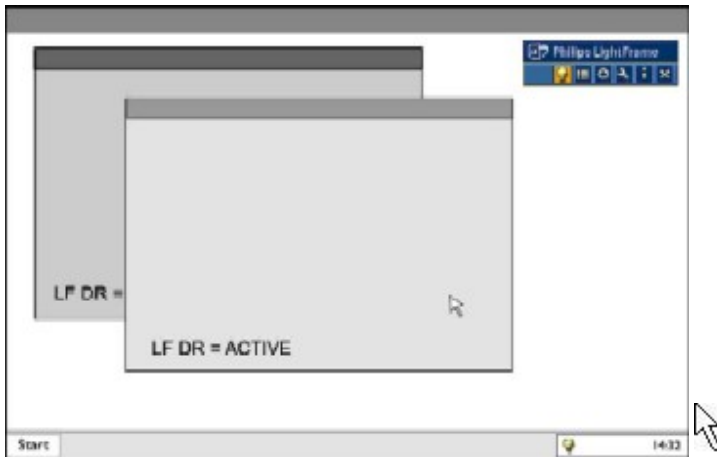 Philips LightFrame
LF DR =
LF DR = ACTIVE
Start
14:32